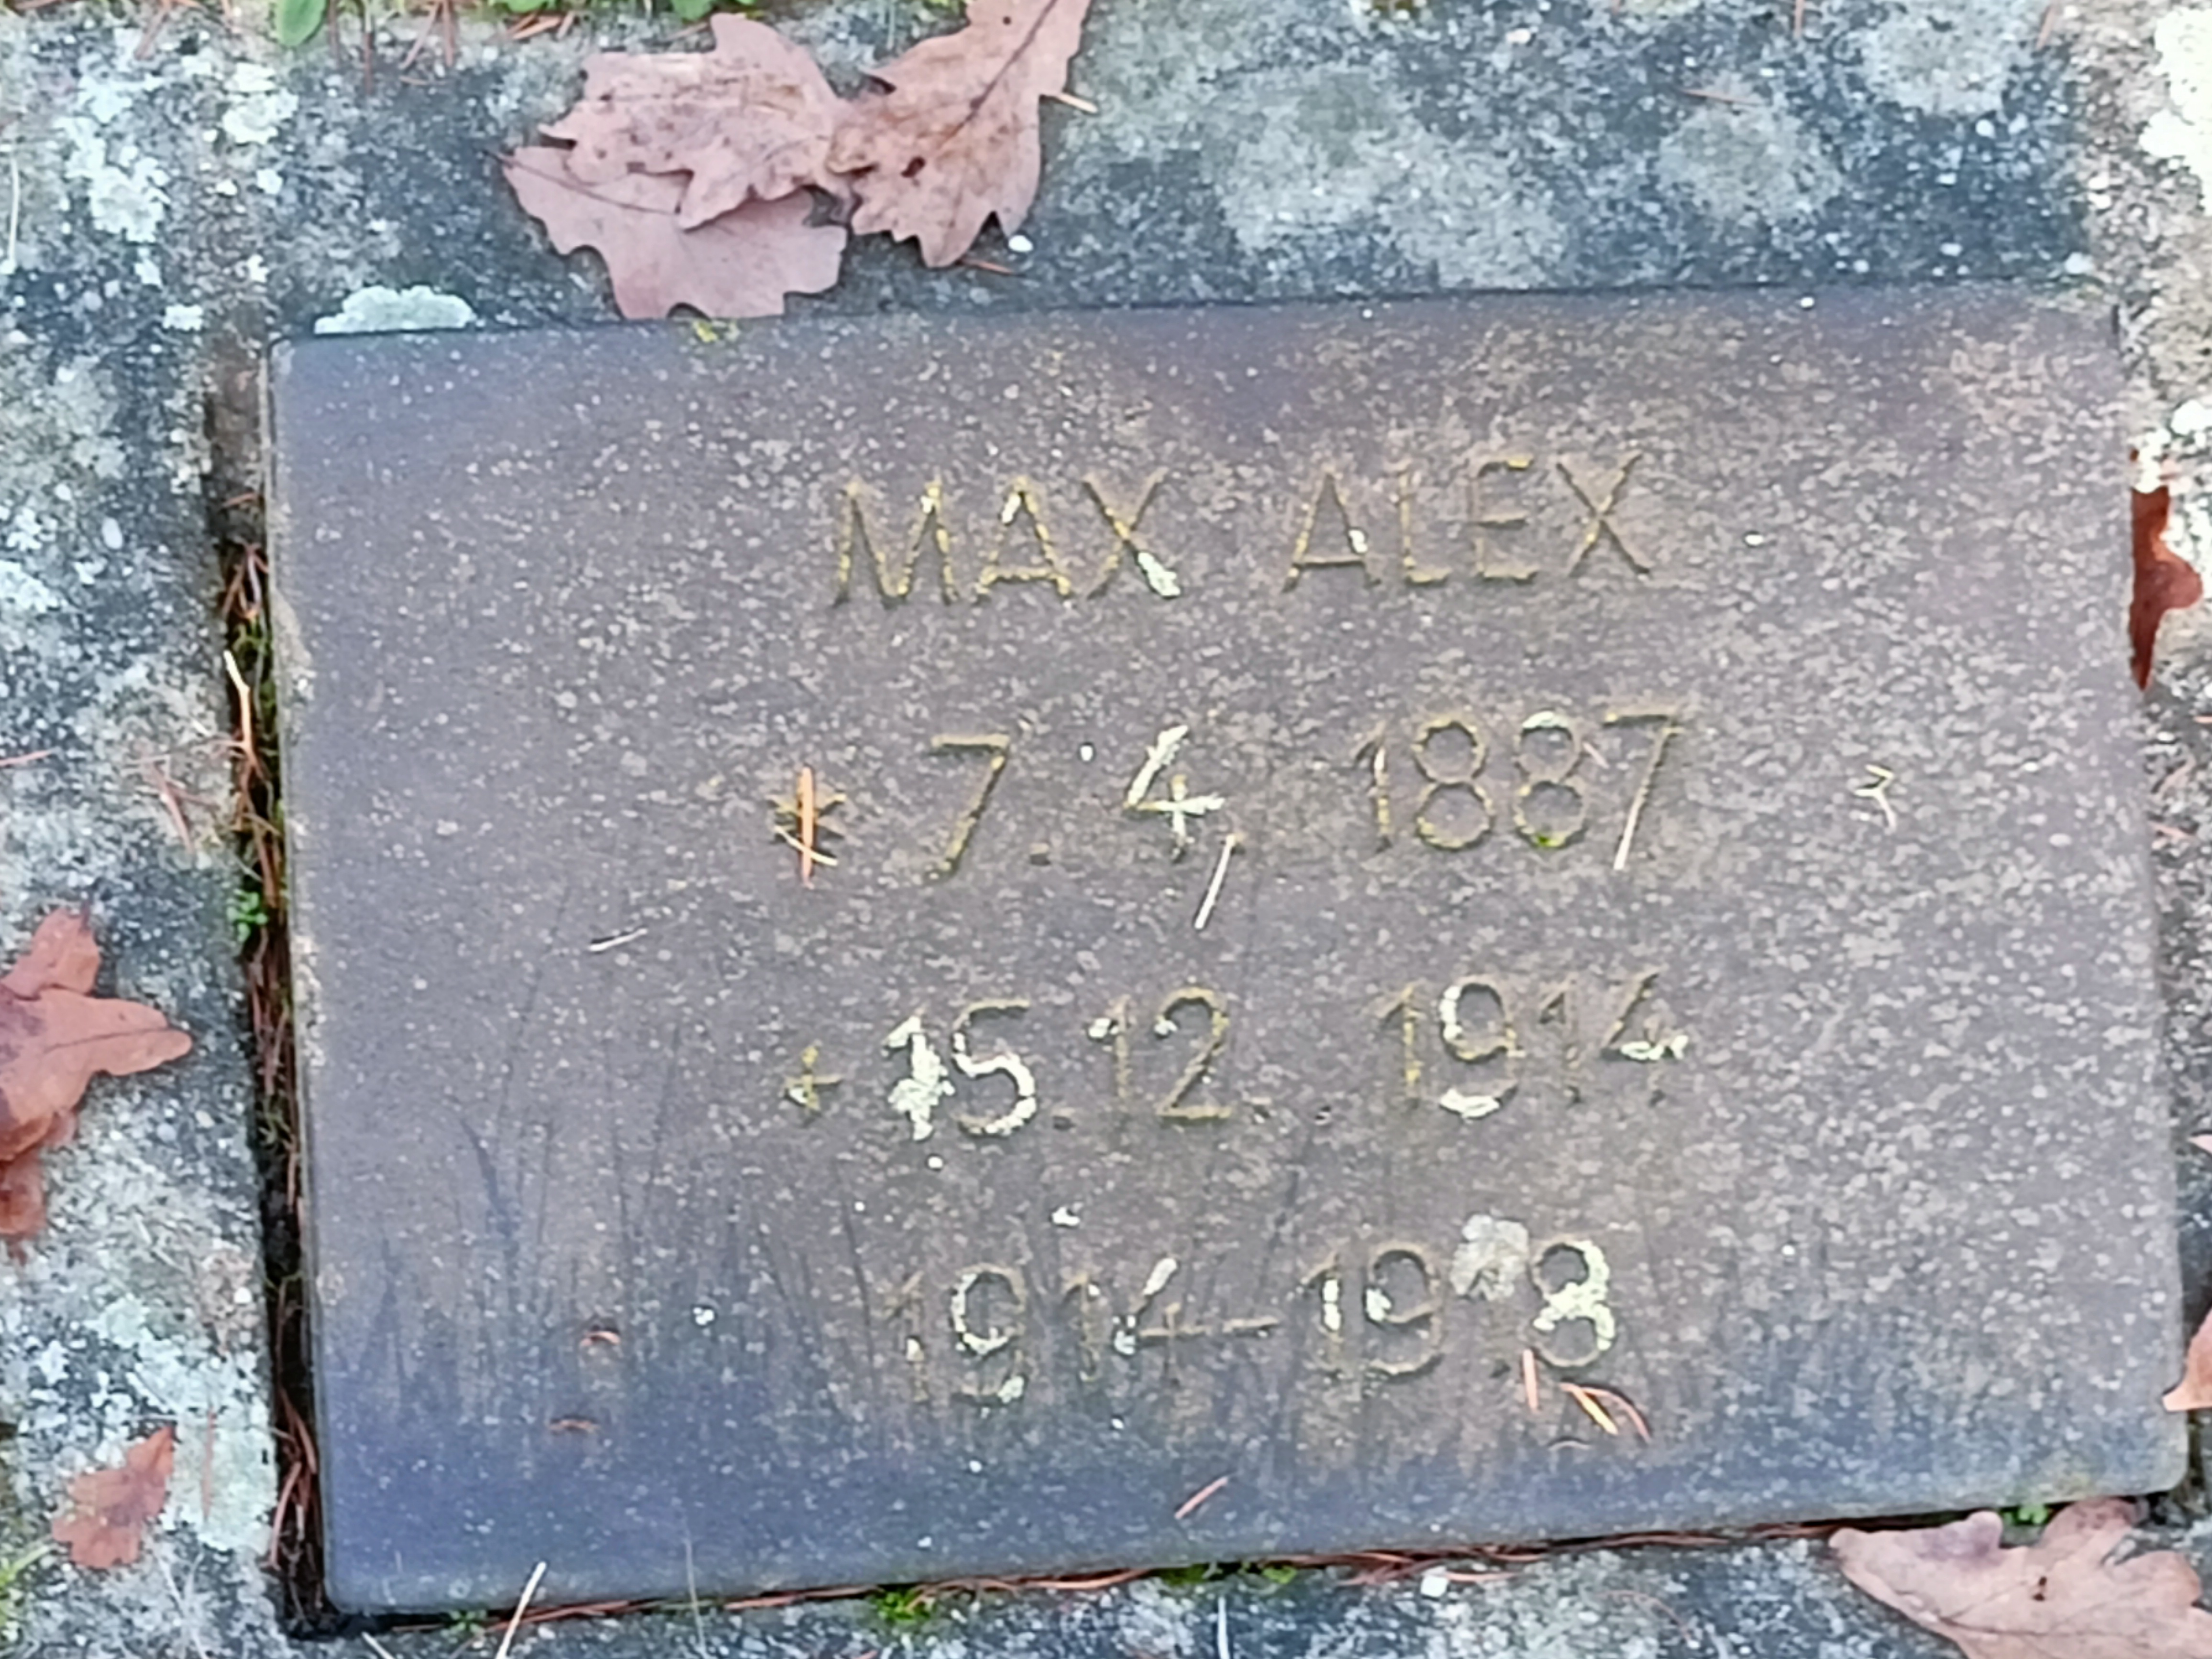 MAX ALEX
* 7. 4. 1887
+ 15.12. 1914
1914-1918